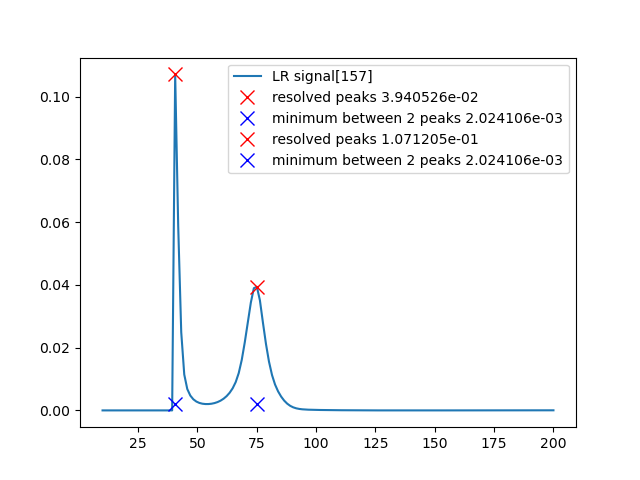 LR signal[157]
resolved peaks 3.940526e-02
minimum between 2 peaks 2.024106e-03
resolved peaks 1.071205e-01
minimum between 2 peaks 2.024106e-03
0.10
0.08
0.06
0.04
0.02
0.00
25 50 75 100 125 150 175 200